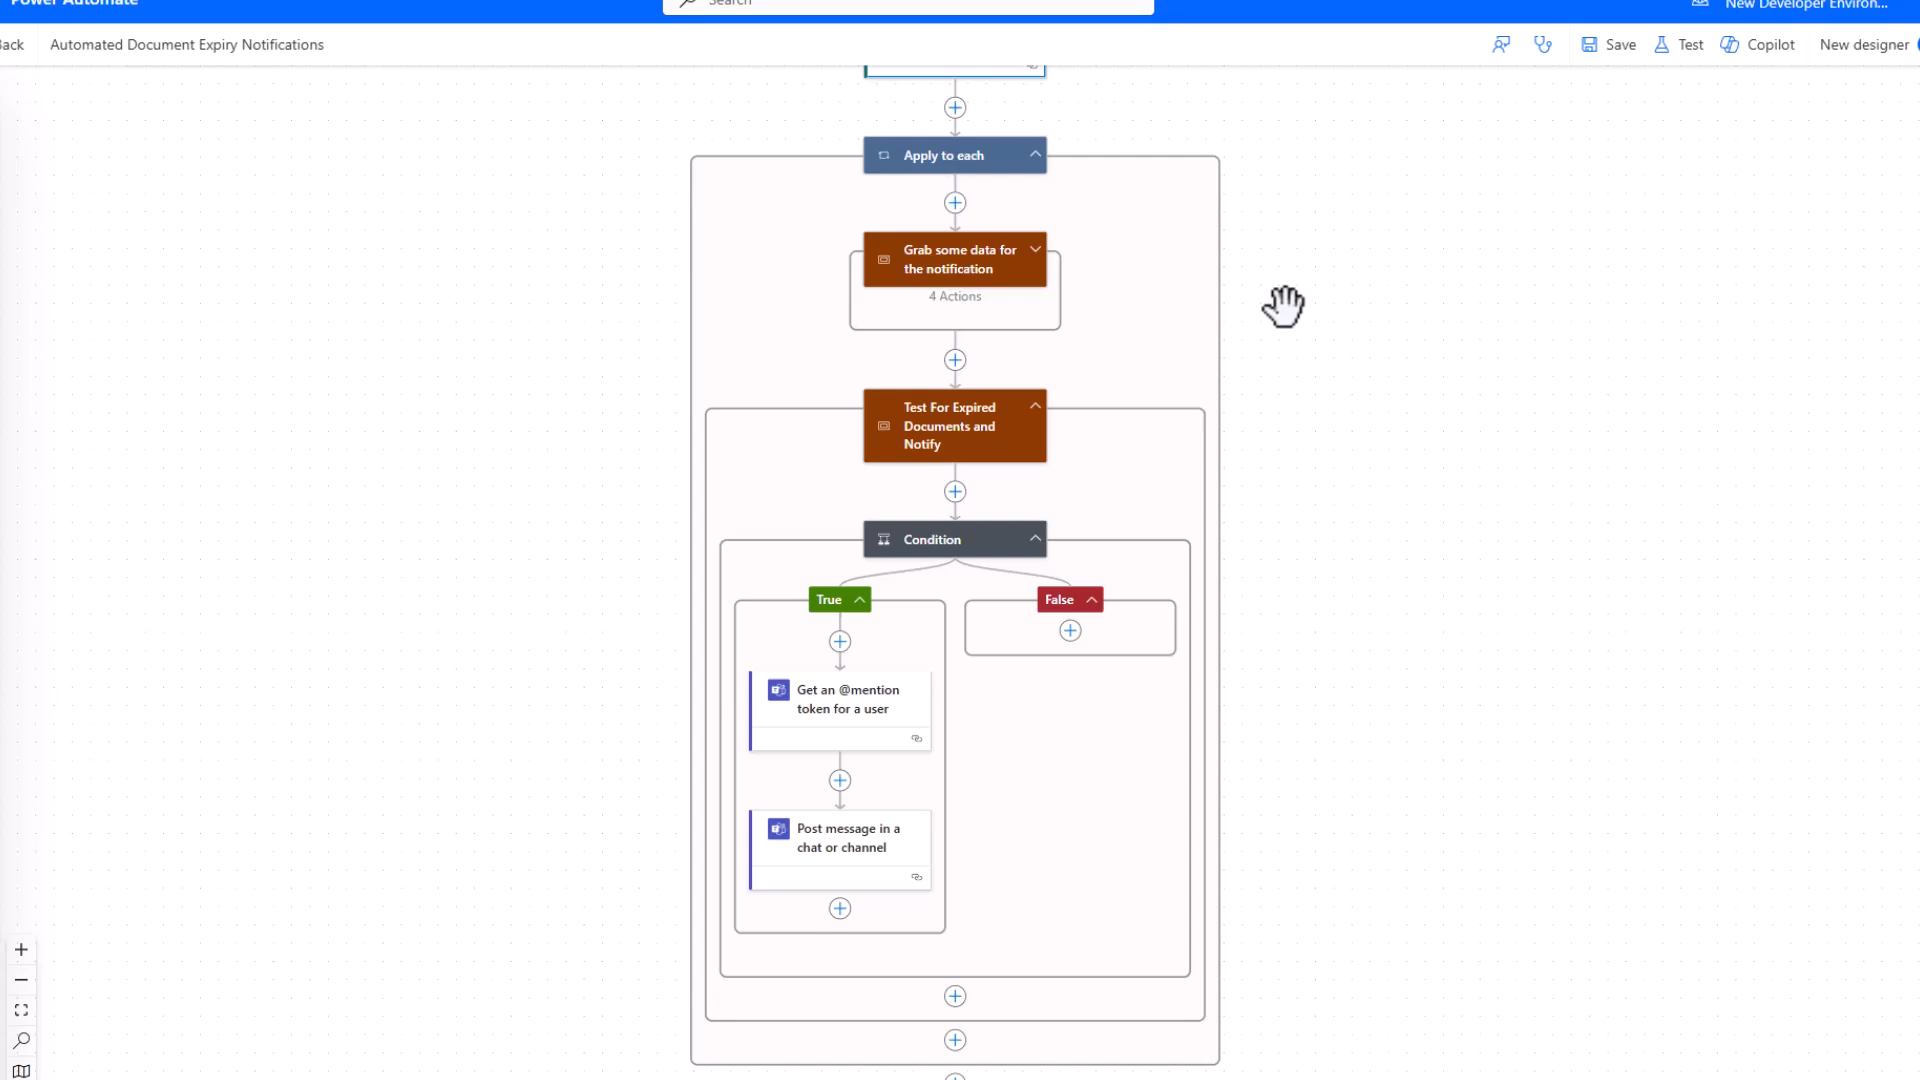 Power Automate
Search
New Developer Environ...
Back
Automated Document Expiry Notifications
Save
Test
Copilot
New designer
Apply to each
Grab some data for
the notification
4 Actions
Test For Expired
Documents and
Notify
Condition
True
False
Get an @mention
token for a user
Post message in a
chat or channel